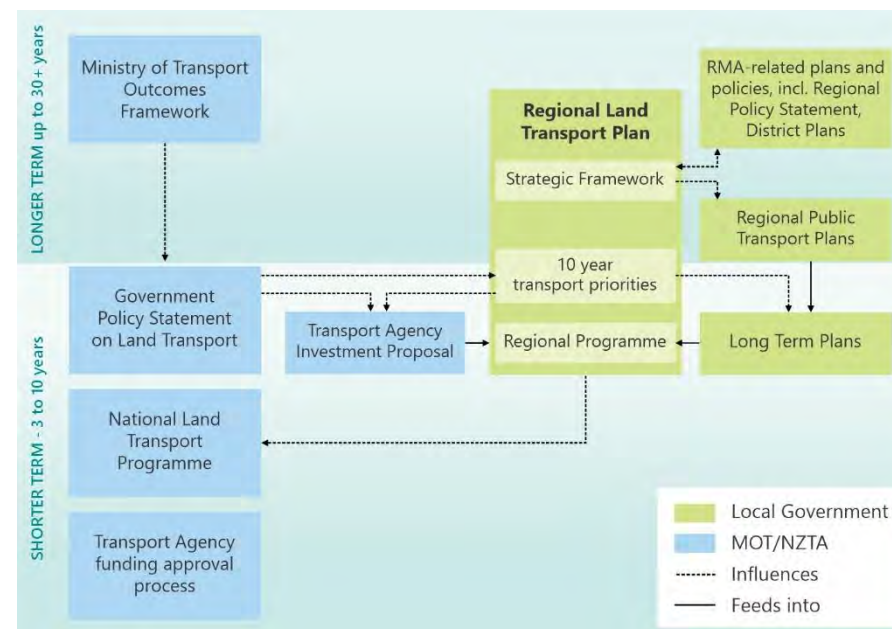 LONGER TERM up to 30+ years
Ministry of Transport
Outcomes
Framework
RMA-related plans and
policies, incl. Regional
Policy Statement,
District Plans
Regional Land
Transport Plan
Strategic Framework
Regional Public
Transport Plans
SHORTER TERM - 3 to 10 years
Government
Policy Statement
on Land Transport
10 year
transport priorities
Transport Agency
Investment Proposal
Regional Programme
Long Term Plans
National Land
Transport
Programme
Transport Agency
funding approval
process
Local Government
MOT/NZTA
Influences
Feeds into